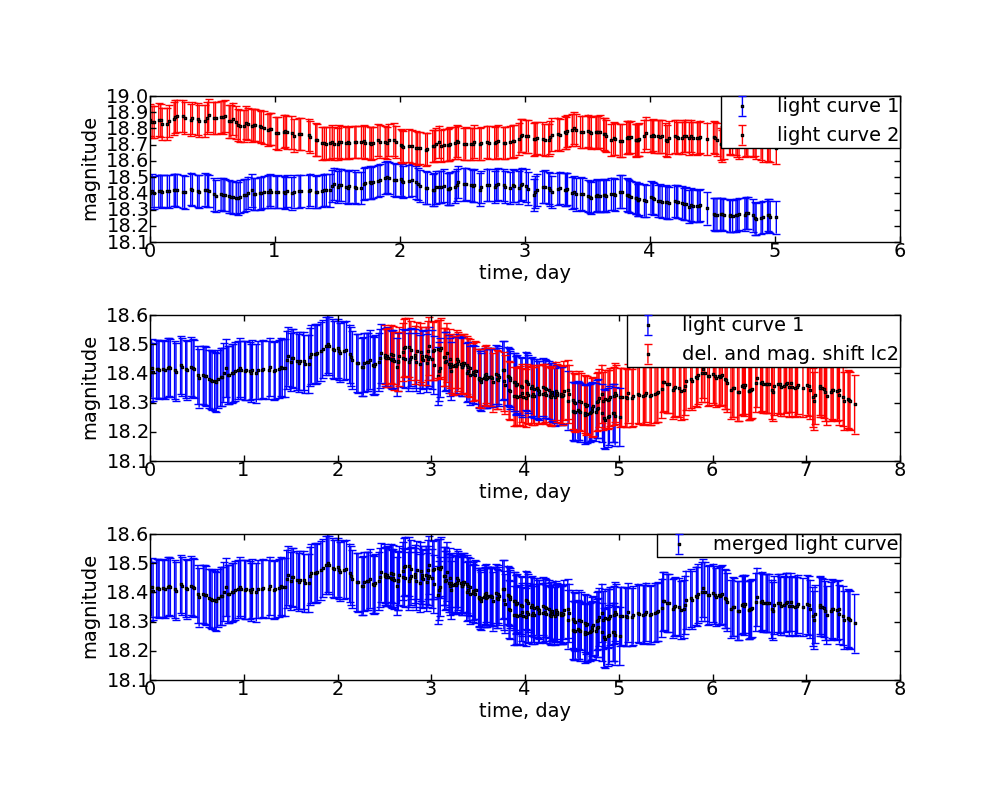 19.0
18.9
18.8
18.7
18.6
18.5
18.4
18.3
18.2
18.1
magnitude
light curve 1
light curve 2
0 1 2 3 4 5 6
time, day
18.6
18.5
18.4
18.3
18.2
18.1
magnitude
light curve 1
del. and mag. shift lc2
0 1 2 3 4 5 6 7 8
time, day
18.6
18.5
18.4
18.3
18.2
18.1
magnitude
merged light curve
0 1 2 3 4 5 6 7 8
time, day